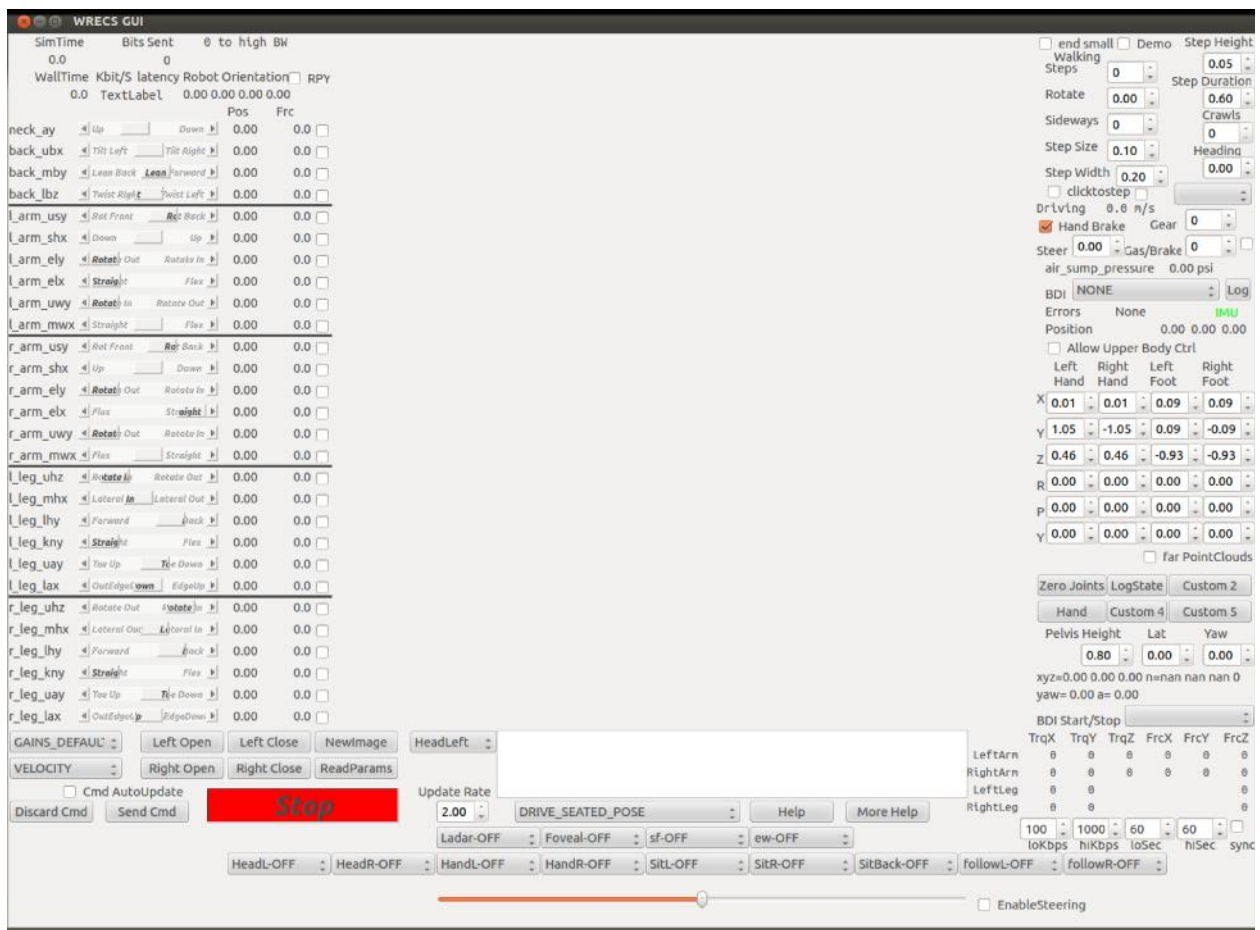 WRECS GUI
SimTime Bits Sent 0 to high BW
0.0 0
WallTime Kbit/S latency Robot Orientation RPY
0.0 TextLabel 0.00 0.00 0.00 0.00
Pos Frc
neck_ay Up Down 0.00 0.0
back_ubx Tilt Left Tilt Right 0.00 0.0
back_mby Lean Back Lean Forward 0.00 0.0
back_lbz Twist Right Twist Left 0.00 0.0
l_arm_usy Rot Front Rot Back 0.00 0.0
l_arm_shx Down Up 0.00 0.0
l_arm_ely Rotate Out Rotate In 0.00 0.0
l_arm_elx Straight Flex 0.00 0.0
l_arm_uwy Rotate In Rotate Out 0.00 0.0
l_arm_mwx Straight Flex 0.00 0.0
r_arm_usy Rot Front Rot Back 0.00 0.0
r_arm_shx Up Down 0.00 0.0
r_arm_ely Rotate Out Rotate In 0.00 0.0
r_arm_elx Flex Straight 0.00 0.0
r_arm_uwy Rotate Out Rotate In 0.00 0.0
r_arm_mwx Flex Straight 0.00 0.0
l_leg_uhz Rotate In Rotate Out 0.00 0.0
l_leg_mhx Lateral In Lateral Out 0.00 0.0
l_leg_lhy Forward Back 0.00 0.0
l_leg_kny Straight Flex 0.00 0.0
l_leg_uay Toe Up Toe Down 0.00 0.0
l_leg_lax OutEdgeDown EdgeUp 0.00 0.0
r_leg_uhz Rotate Out Rotate In 0.00 0.0
r_leg_mhx Lateral Out Lateral In 0.00 0.0
r_leg_lhy Forward Back 0.00 0.0
r_leg_kny Straight Flex 0.00 0.0
r_leg_uay Toe Up Toe Down 0.00 0.0
r_leg_lax OutEdgeUp EdgeDown 0.00 0.0
end small Demo Step Height
Walking 0.05
Steps 0 Step Duration
Rotate 0.00 0.60
Sideways 0 Crawls
0
Step Size 0.10 Heading
Step Width 0.20 0.00
clicktostep
Driving 0.0 m/s
Hand Brake Gear 0
Steer 0.00 Gas/Brake 0
air_sump_pressure 0.00 psi
BDI NONE Log
Errors None IMU
Position 0.00 0.00 0.00
Allow Upper Body Ctrl
Left Right Left Right
Hand Hand Foot Foot
X 0.01 0.01 0.09 0.09
Y 1.05 -1.05 0.09 -0.09
Z 0.46 0.46 -0.93 -0.93
R 0.00 0.00 0.00 0.00
P 0.00 0.00 0.00 0.00
Y 0.00 0.00 0.00 0.00
far PointClouds
Zero Joints LogState Custom 2
Hand Custom 4 Custom 5
Pelvis Height Lat Yaw
0.80 0.00 0.00
xyz=0.00 0.00 0.00 n=nan nan nan 0
yaw= 0.00 a= 0.00
BDI Start/Stop
TrqX TrqY TrqZ FrcX FrcY FrcZ
LeftArm 0 0 0 0 0 0
RightArm 0 0 0 0 0 0
LeftLeg 0 0 0
RightLeg 0 0 0
100 1000 60 60
loKbps hiKbps loSec hiSec sync
GAINS_DEFAUL Left Open Left Close NewImage HeadLeft
VELOCITY Right Open Right Close ReadParams
Cmd AutoUpdate
Discard Cmd Send Cmd Stop
Update Rate
2.00 DRIVE_SEATED_POSE Help More Help
Ladar-OFF Foveal-OFF sf-OFF ew-OFF
HeadL-OFF HeadR-OFF HandL-OFF HandR-OFF SitL-OFF SitR-OFF SitBack-OFF followL-OFF followR-OFF
EnableSteering